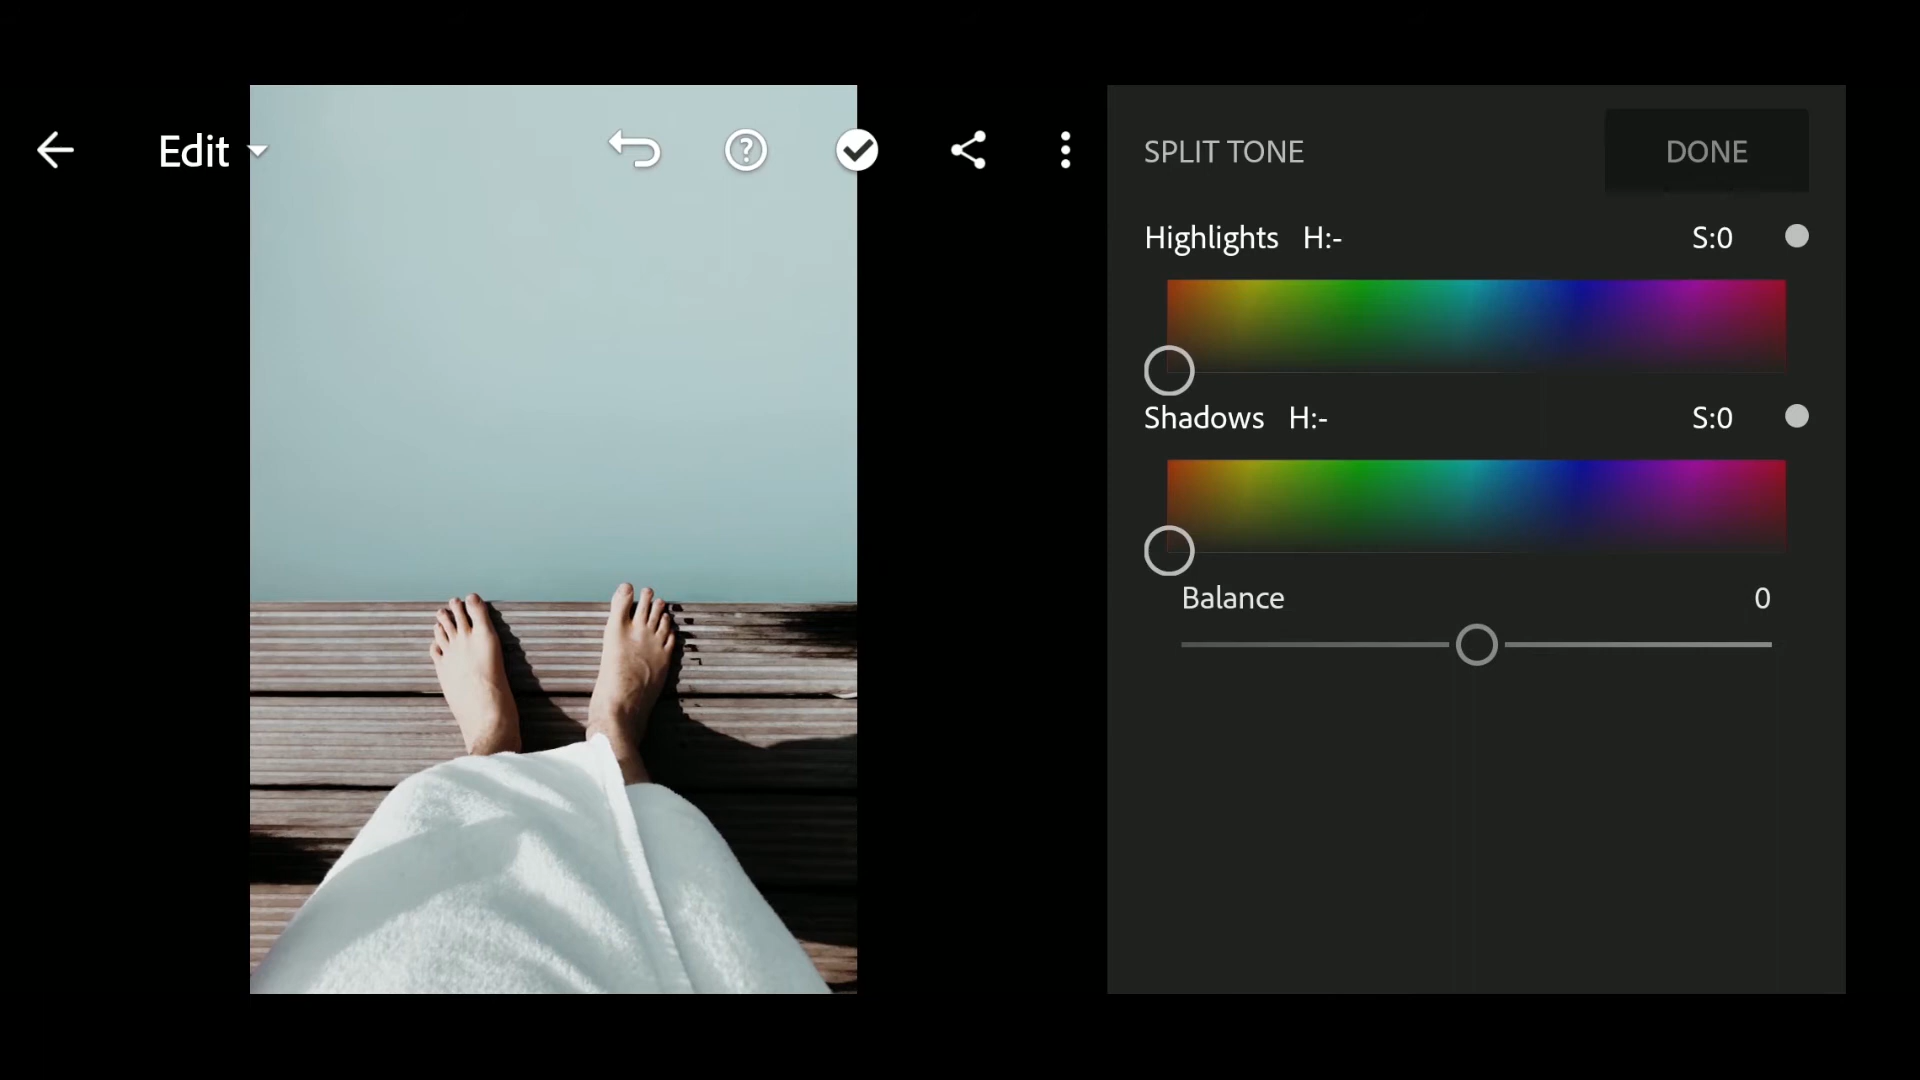 Edit
SPLIT TONE
DONE
Highlights H:- S:0
Shadows H:- S:0
Balance 0